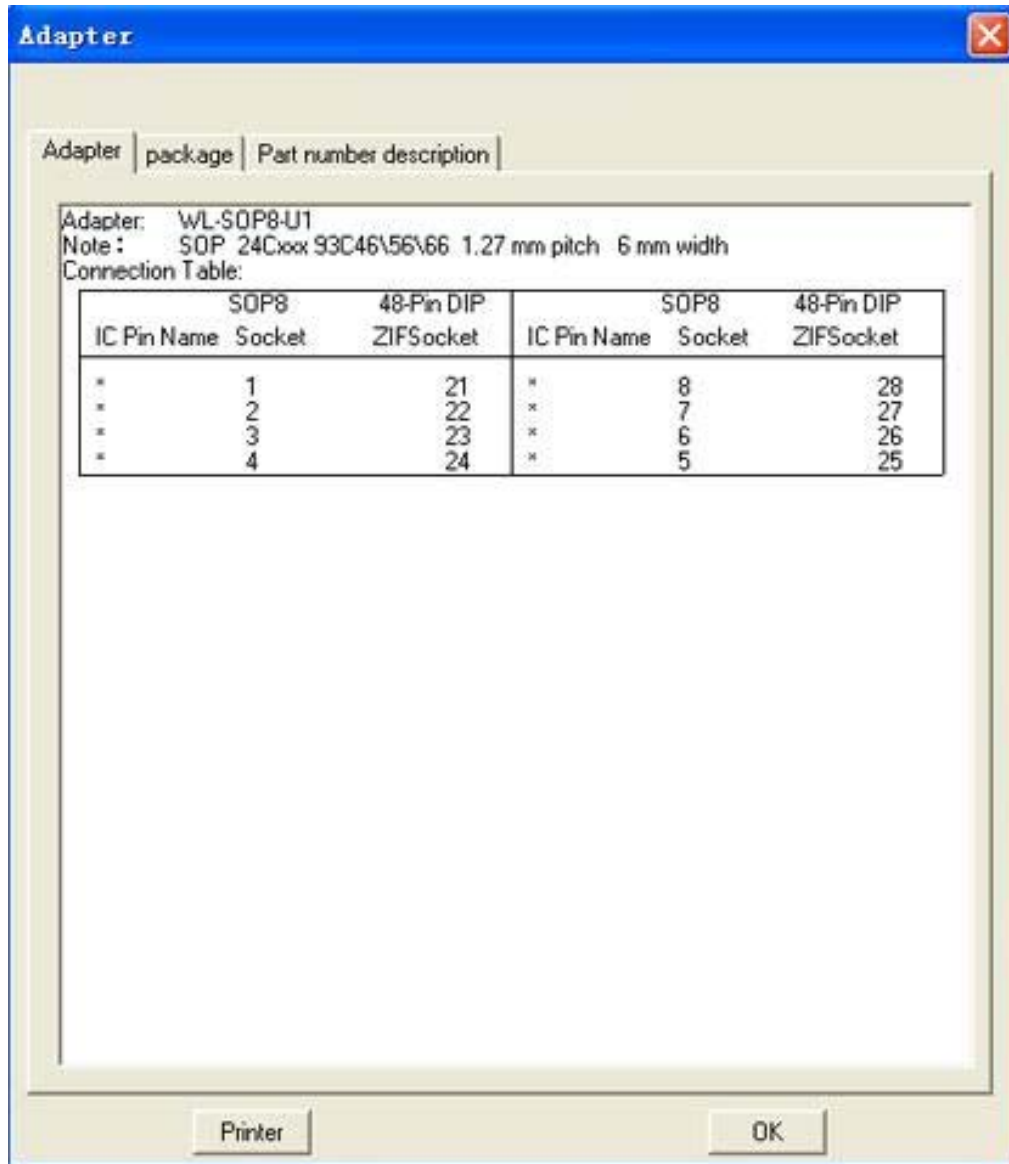 Adapter
Adapter package Part number description
Adapter: WL-SOP8-U1
Note： SOP 24Cxxx 93C46\56\66 1.27 mm pitch 6 mm width
Connection Table:
SOP8 48-Pin DIP SOP8 48-Pin DIP
IC Pin Name Socket ZIFSocket IC Pin Name Socket ZIFSocket
* 1 21 * 8 28
* 2 22 * 7 27
* 3 23 * 6 26
* 4 24 * 5 25
Printer OK